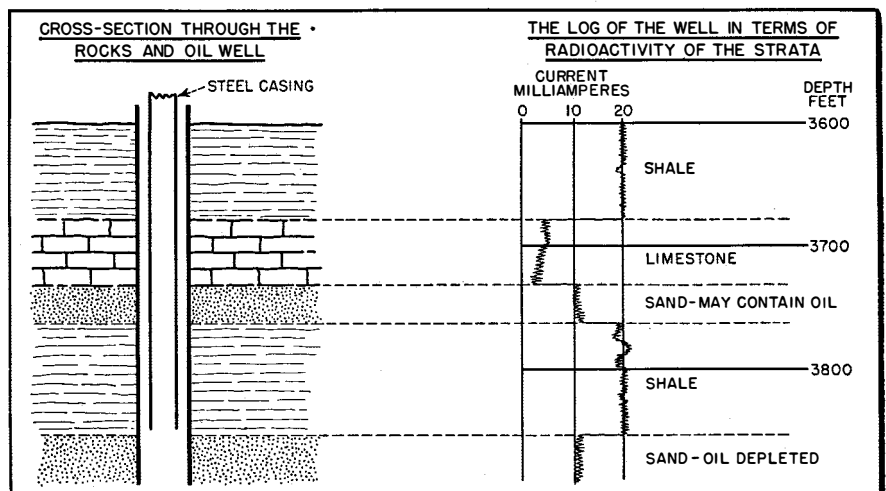 CROSS-SECTION THROUGH THE
ROCKS AND OIL WELL
STEEL CASING
THE LOG OF THE WELL IN TERMS OF
RADIOACTIVITY OF THE STRATA
CURRENT
MILLIAMPERES
0 10 20
DEPTH
FEET
3600
SHALE
3700
LIMESTONE
SAND-MAY CONTAIN OIL
3800
SHALE
SAND-OIL DEPLETED